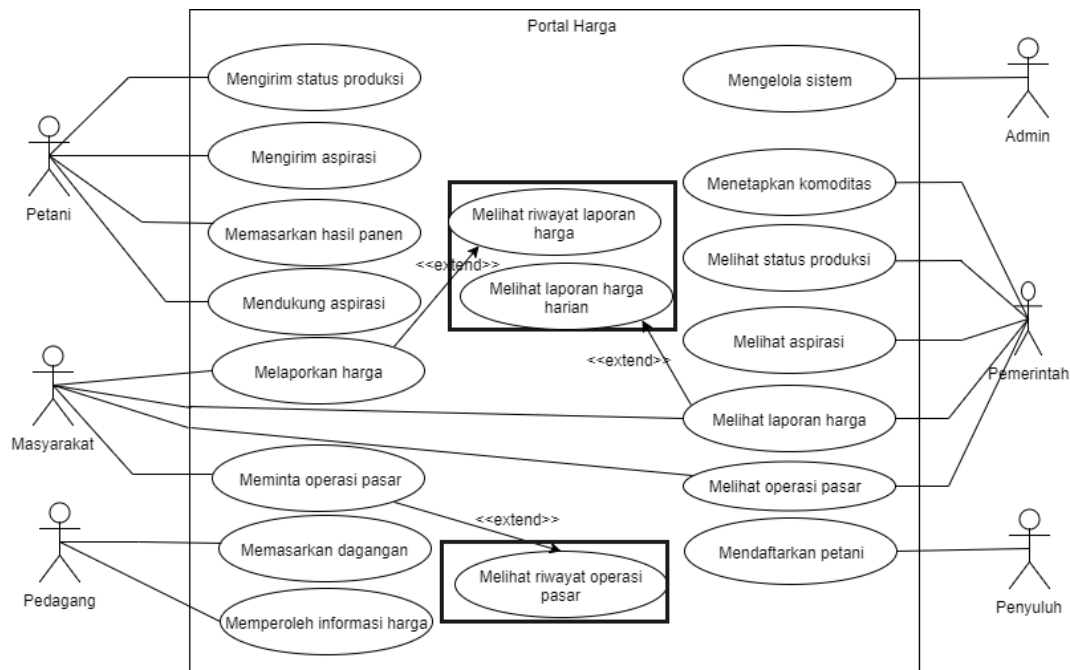 Portal Harga
Mengirim status produksi
Mengelola sistem
Admin
Mengirim aspirasi
Petani
Menetapkan komoditas
Memasarkan hasil panen
Melihat riwayat laporan
harga
Melihat status produksi
<<extend>>
Mendukung aspirasi
Melihat laporan harga
harian
Melihat aspirasi
<<extend>>
Melaporkan harga
Pemerintah
Masyarakat
Melihat laporan harga
Meminta operasi pasar
Melihat operasi pasar
<<extend>>
Memasarkan dagangan
Mendaftarkan petani
Melihat riwayat operasi
pasar
Pedagang
Penyuluh
Memperoleh informasi harga